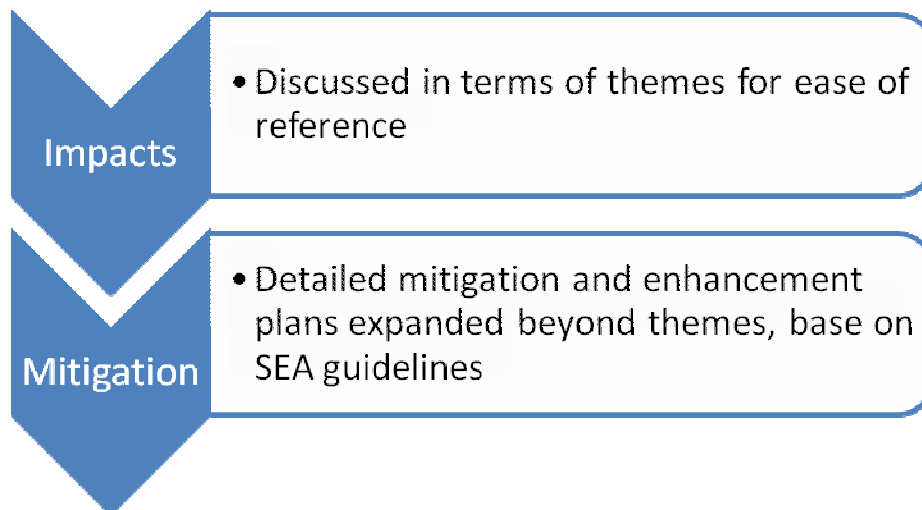 Impacts
• Discussed in terms of themes for ease of
reference
Mitigation
• Detailed mitigation and enhancement
plans expanded beyond themes, base on
SEA guidelines